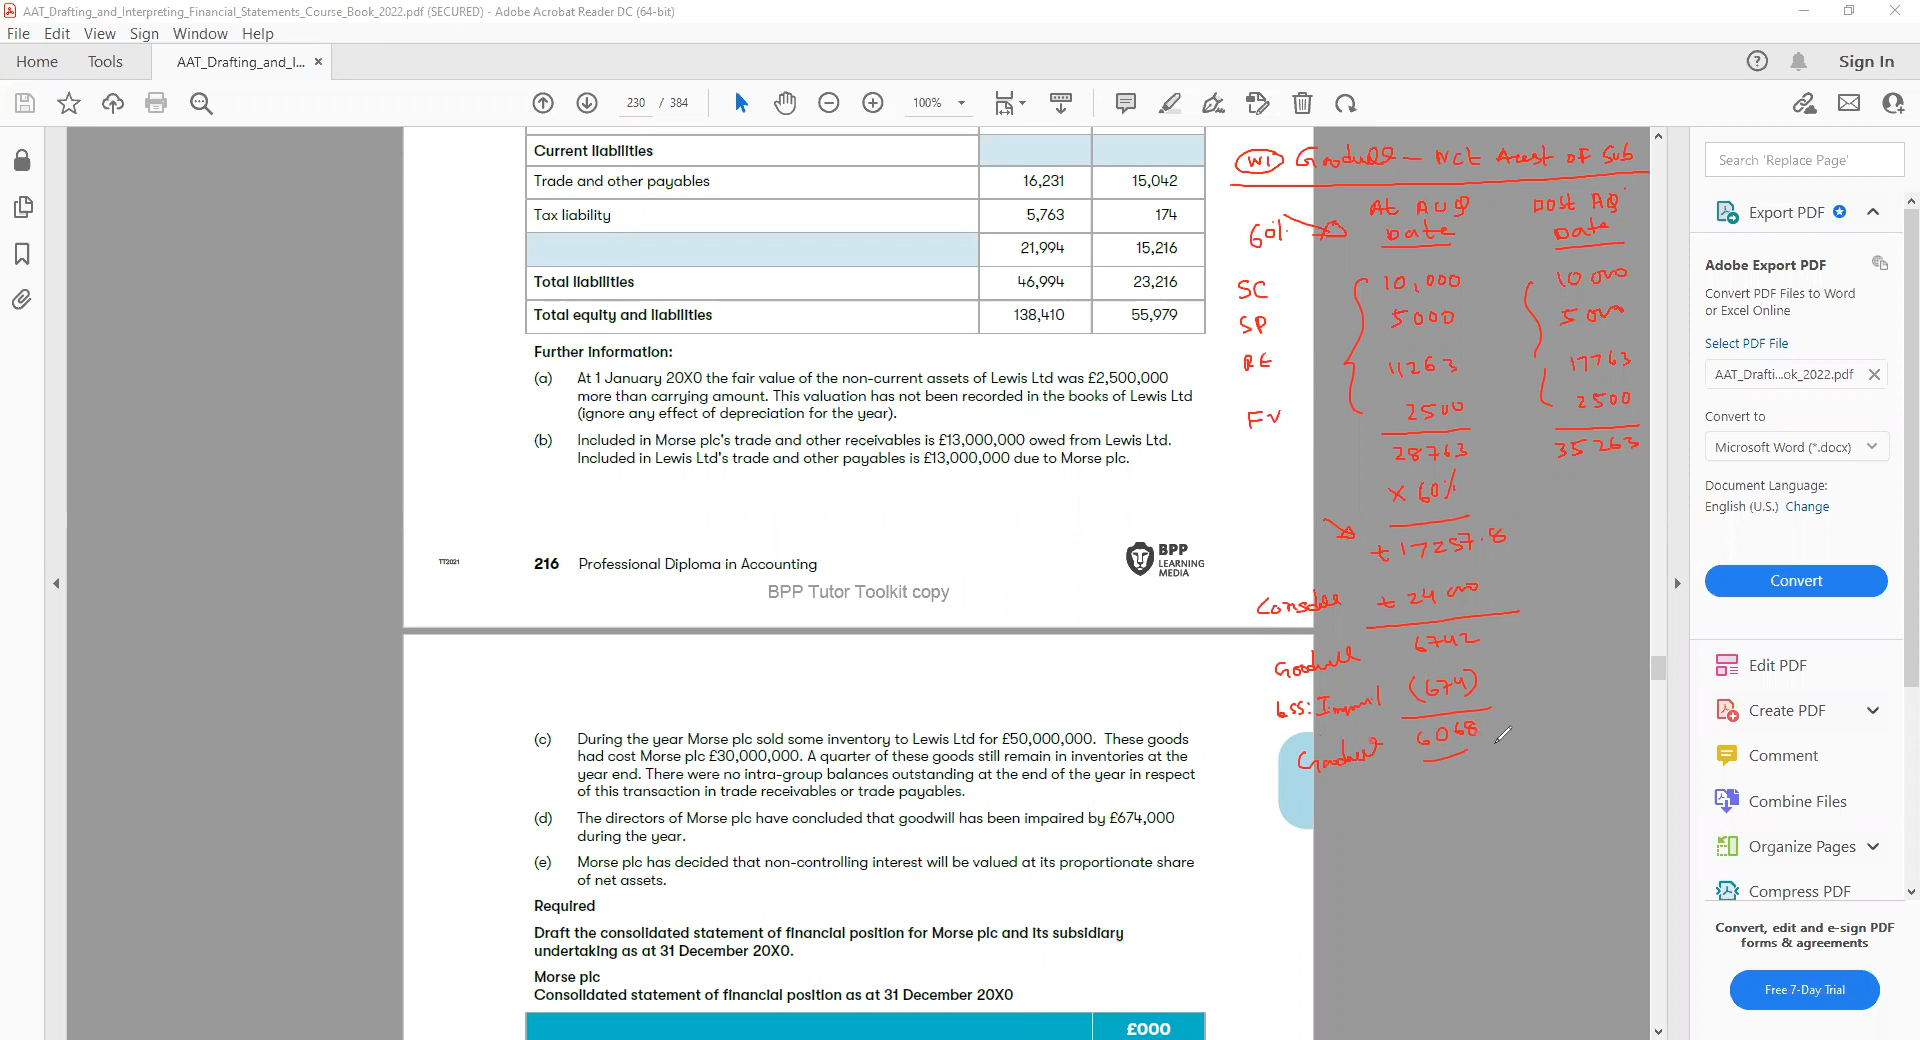 AAT_Drafting_and_Interpreting_Financial_Statements_Course_Book_2022.pdf (SECURED) - Adobe Acrobat Reader DC (64-bit)
File Edit View Sign Window Help
Home Tools AAT_Drafting_and_I... × Sign In
230 / 384 100%
Current liabilities
Trade and other payables 16,231 15,042
Tax liability 5,763 174
21,994 15,216
Total liabilities 46,994 23,216
Total equity and liabilities 138,410 55,979
Further information:
(a) At 1 January 20X0 the fair value of the non-current assets of Lewis Ltd was £2,500,000
more than carrying amount. This valuation has not been recorded in the books of Lewis Ltd
(ignore any effect of depreciation for the year).
(b) Included in Morse plc's trade and other receivables is £13,000,000 owed from Lewis Ltd.
Included in Lewis Ltd's trade and other payables is £13,000,000 due to Morse plc.
TT2021
216 Professional Diploma in Accounting
BPP
LEARNING
MEDIA
BPP Tutor Toolkit copy
(c) During the year Morse plc sold some inventory to Lewis Ltd for £50,000,000. These goods
had cost Morse plc £30,000,000. A quarter of these goods still remain in inventories at the
year end. There were no intra-group balances outstanding at the end of the year in respect
of this transaction in trade receivables or trade payables.
(d) The directors of Morse plc have concluded that goodwill has been impaired by £674,000
during the year.
(e) Morse plc has decided that non-controlling interest will be valued at its proportionate share
of net assets.
Required
Draft the consolidated statement of financial position for Morse plc and its subsidiary
undertaking as at 31 December 20X0.
Morse plc
Consolidated statement of financial position as at 31 December 20X0
£000
W1 Goodwill - Net Asset of Sub
At Post
Date Date
60%
SC 10,000 10 000
SP 5000 5 000
RE 11263 17763
FV 2500 2500
28763 35263
× 60%
17257.8
24 000
Goodwill 6742
(674)
Goodwill 6068
Search 'Replace Page'
Export PDF
Adobe Export PDF
Convert PDF Files to Word
or Excel Online
Select PDF File
AAT_Drafti...ok_2022.pdf ×
Convert to
Microsoft Word (*.docx)
Document Language:
English (U.S.) Change
Convert
Edit PDF
Create PDF
Comment
Combine Files
Organize Pages
Compress PDF
Convert, edit and e-sign PDF
forms & agreements
Free 7-Day Trial